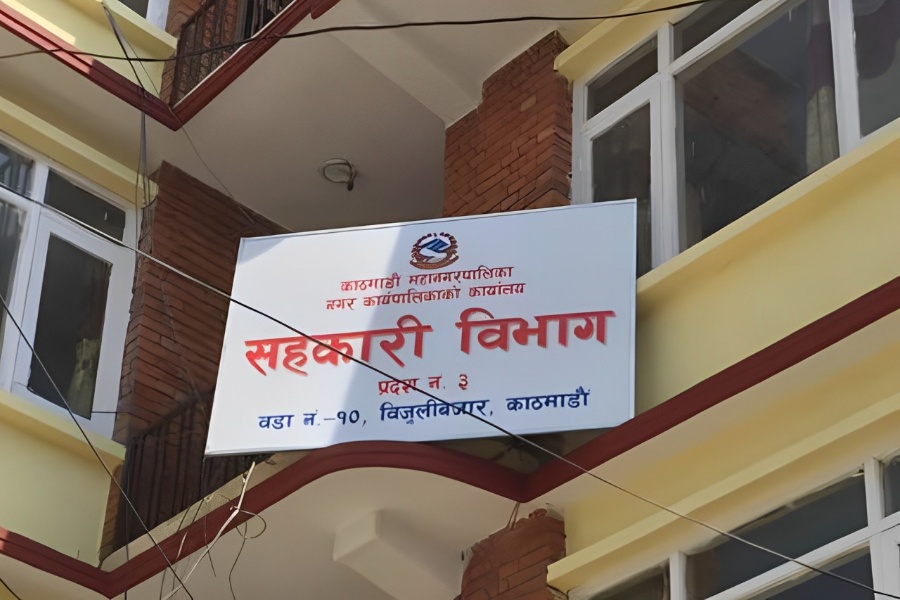 काठमाडौं महानगरपालिका
नगर कार्यपालिकाको कार्यालय
सहकारी विभाग
प्रदेश नं. ३
वडा नं.-१०, विजुलीबजार, काठमाडौं